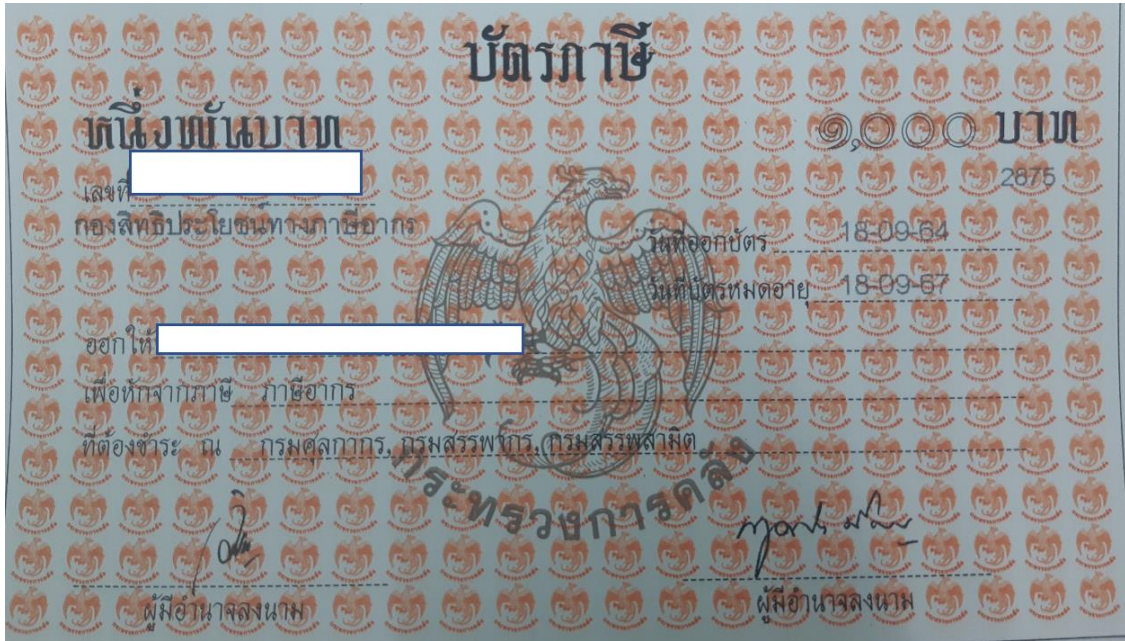 บัตรภาษี
หนึ่งพันบาท ๑,๐๐๐ บาท
เลขที่ 2875
กองสิทธิประโยชน์ทางภาษีอากร วันที่ออกบัตร 18-09-64
วันที่บัตรหมดอายุ 18-09-67
ออกให้
เพื่อหักจากภาษี ภาษีอากร
ที่ต้องชำระ ณ กรมศุลกากร, กรมสรรพากร, กรมสรรพสามิต
กระทรวงการคลัง
ผู้มีอำนาจลงนาม ผู้มีอำนาจลงนาม